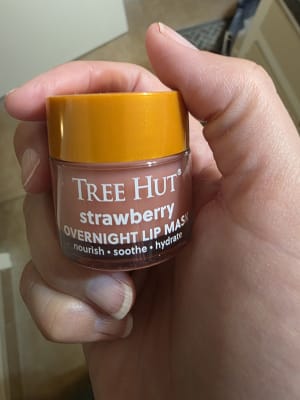 TREE HUT®
strawberry
OVERNIGHT LIP MASK
nourish • soothe • hydrate